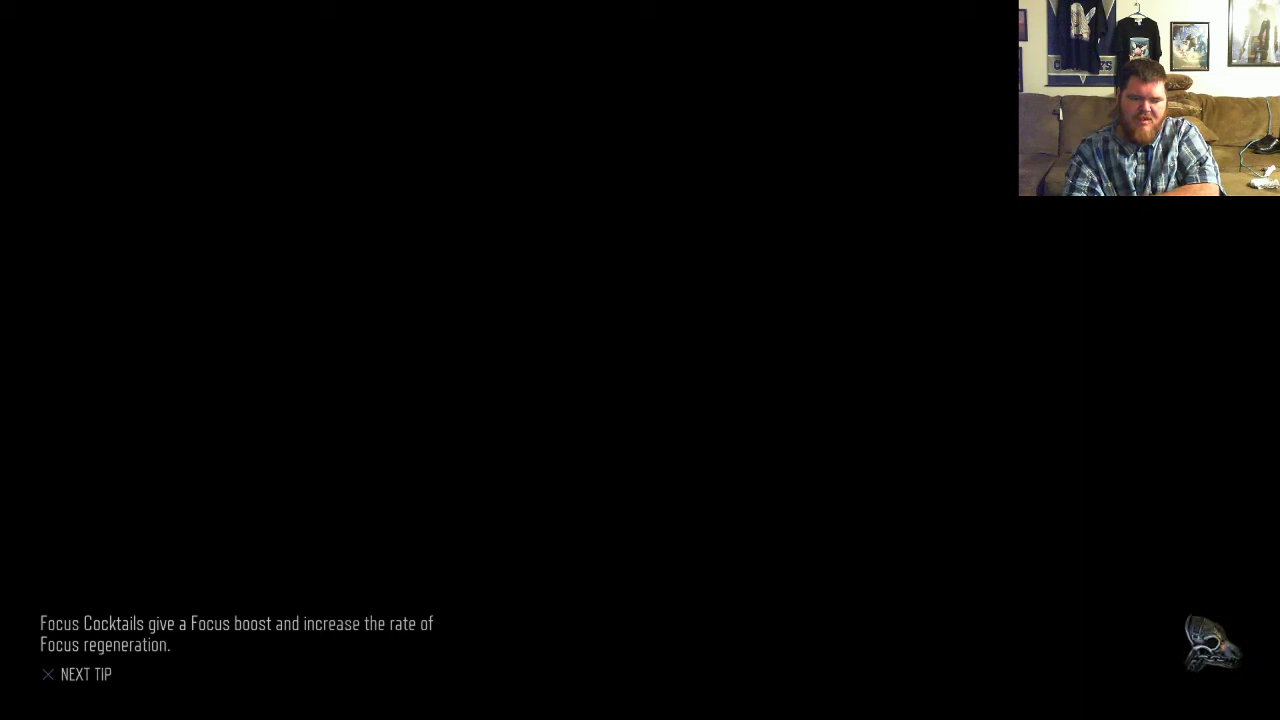 Focus Cocktails give a Focus boost and increase the rate of
Focus regeneration.
NEXT TIP